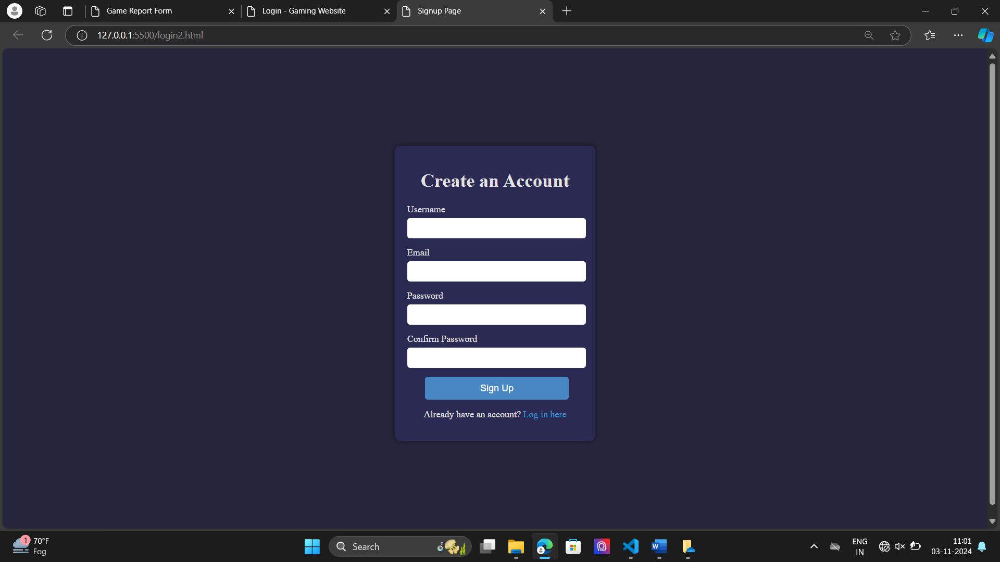 Game Report Form
Login - Gaming Website
Signup Page
127.0.0.1:5500/login2.html
Create an Account
Username
Email
Password
Confirm Password
Sign Up
Already have an account? Log in here
1
70°F
Fog
Search
W
ENG
IN
11:01
03-11-2024